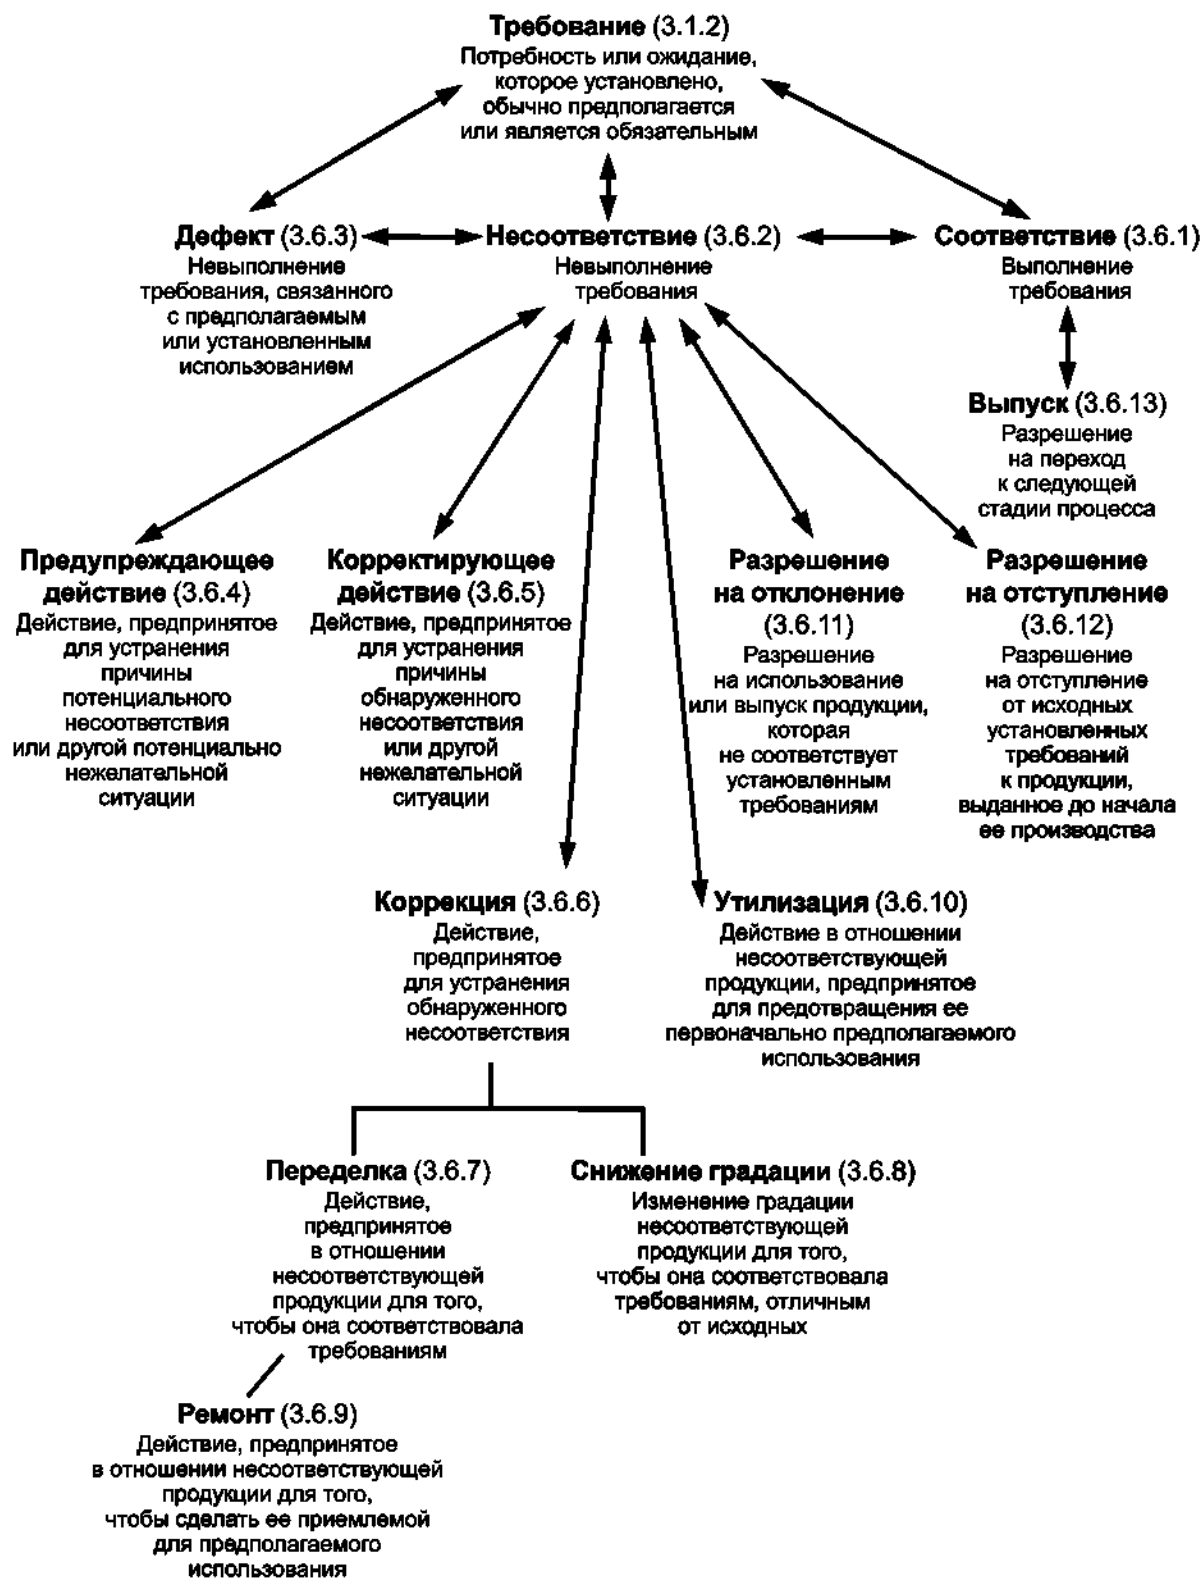 Требование (3.1.2)
Потребность или ожидание,
которое установлено,
обычно предполагается
или является обязательным
Дефект (3.6.3)
Невыполнение
требования, связанного
с предполагаемым
или установленным
использованием
Несоответствие (3.6.2)
Невыполнение
требования
Соответствие (3.6.1)
Выполнение
требования
Выпуск (3.6.13)
Разрешение
на переход
к следующей
стадии процесса
Предупреждающее
действие (3.6.4)
Действие, предпринятое
для устранения
причины
потенциального
несоответствия
или другой потенциально
нежелательной
ситуации
Корректирующее
действие (3.6.5)
Действие, предпринятое
для устранения
причины
обнаруженного
несоответствия
или другой
нежелательной
ситуации
Разрешение
на отклонение
(3.6.11)
Разрешение
на использование
или выпуск продукции,
которая
не соответствует
установленным
требованиям
Разрешение
на отступление
(3.6.12)
Разрешение
на отступление
от исходных
установленных
требований
к продукции,
выданное до начала
ее производства
Коррекция (3.6.6)
Действие,
предпринятое
для устранения
обнаруженного
несоответствия
Утилизация (3.6.10)
Действие в отношении
несоответствующей
продукции, предпринятое
для предотвращения ее
первоначально предполагаемого
использования
Переделка (3.6.7)
Действие,
предпринятое
в отношении
несоответствующей
продукции для того,
чтобы она соответствовала
требованиям
Снижение градации (3.6.8)
Изменение градации
несоответствующей
продукции для того,
чтобы она соответствовала
требованиям, отличным
от исходных
Ремонт (3.6.9)
Действие, предпринятое
в отношении несоответствующей
продукции для того,
чтобы сделать ее приемлемой
для предполагаемого
использования